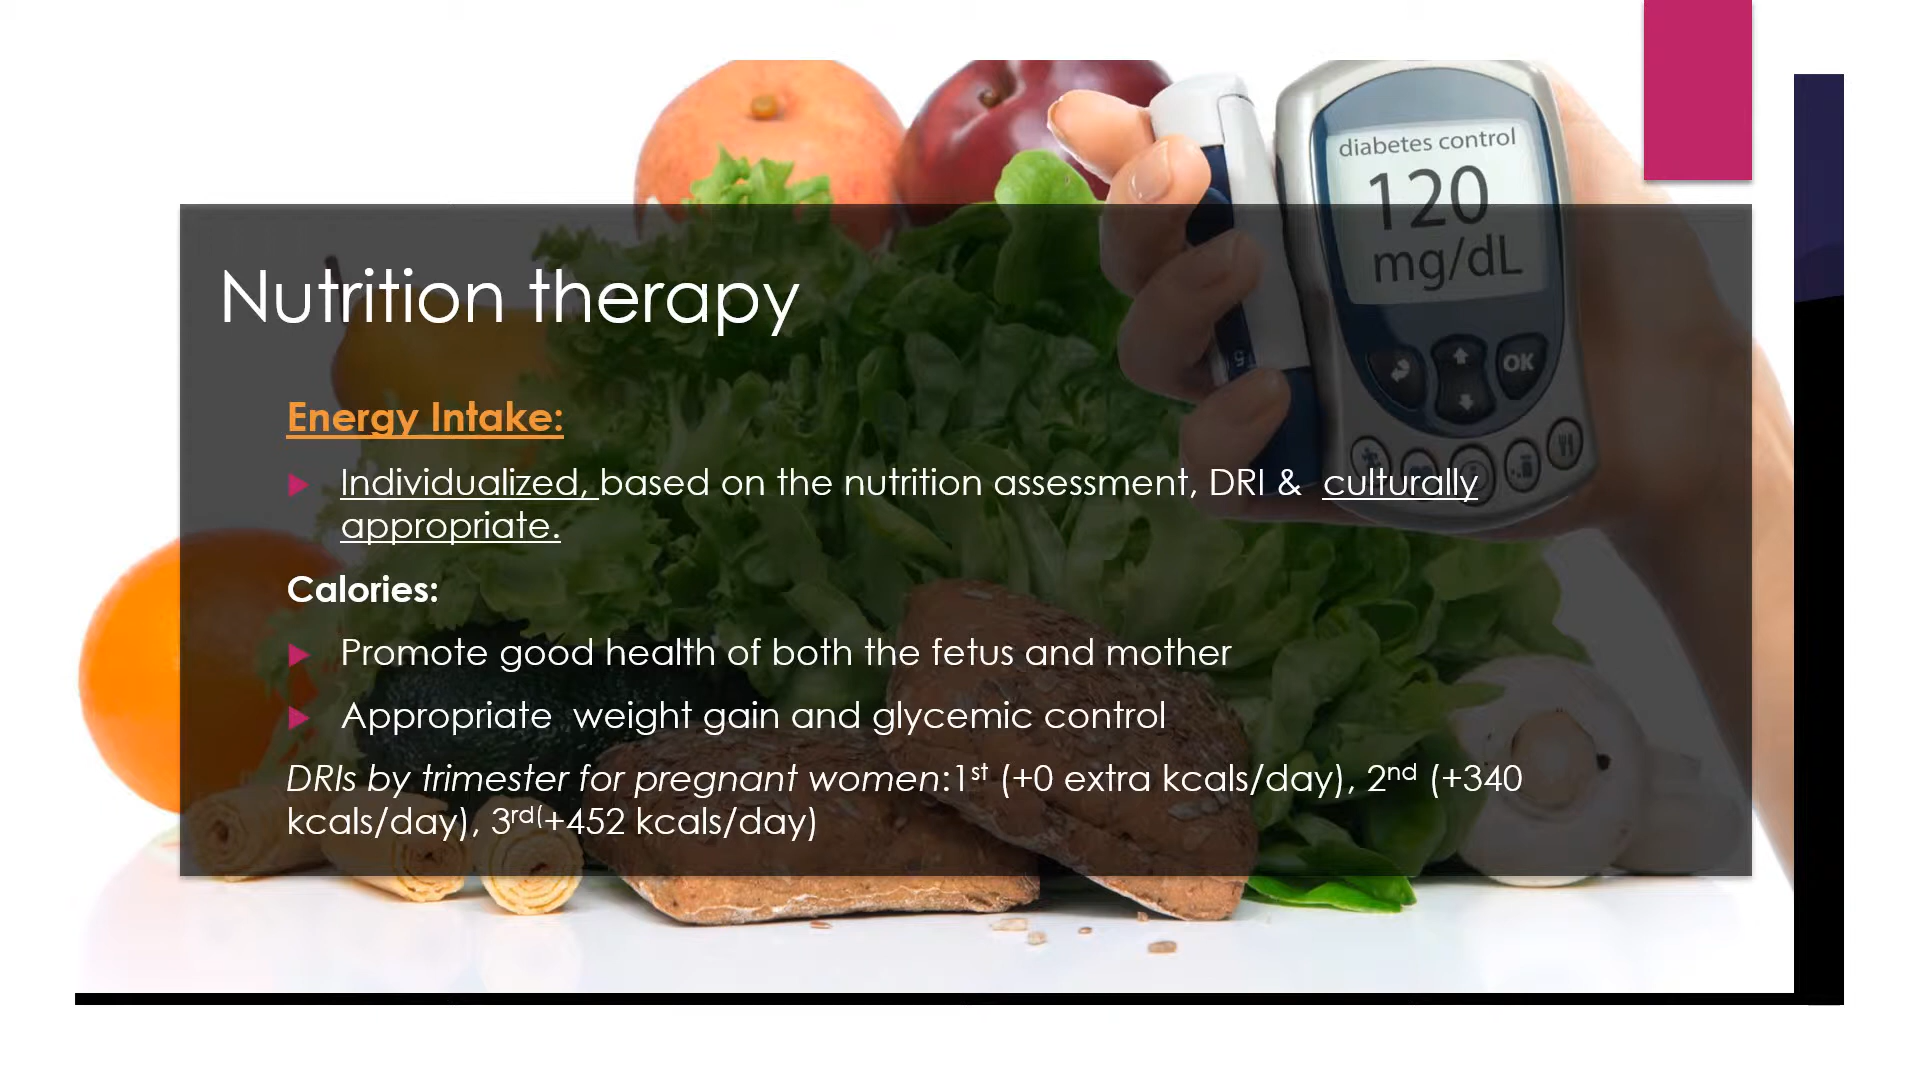 diabetes control
120
mg/dL
OK
Nutrition therapy
Energy Intake:
Individualized, based on the nutrition assessment, DRI & culturally
appropriate.
Calories:
Promote good health of both the fetus and mother
Appropriate weight gain and glycemic control
DRIs by trimester for pregnant women:1st (+0 extra kcals/day), 2nd (+340
kcals/day), 3rd(+452 kcals/day)